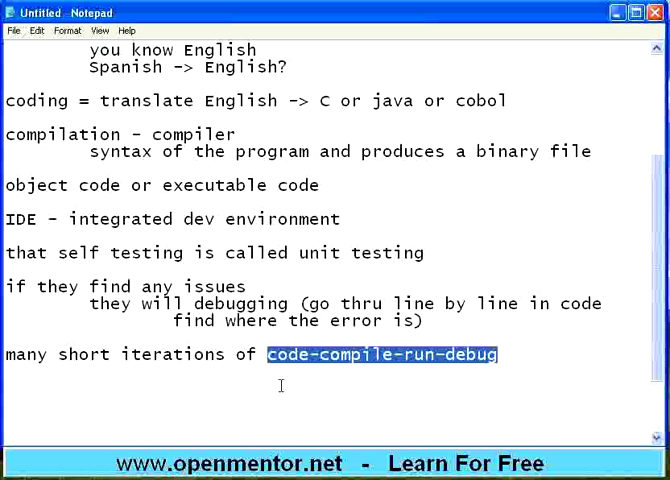 Untitled - Notepad
File Edit Format View Help
you know English
Spanish -> English?
coding = translate English -> C or java or cobol
compilation - compiler
syntax of the program and produces a binary file
object code or executable code
IDE - integrated dev environment
that self testing is called unit testing
if they find any issues
they will debugging (go thru line by line in code
find where the error is)
many short iterations of code-compile-run-debug
www.openmentor.net - Learn For Free